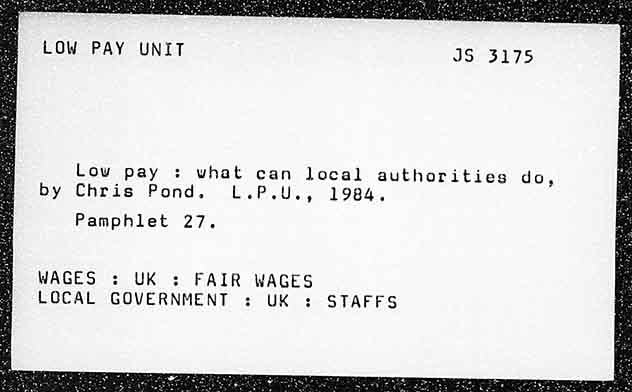 LOW PAY UNIT JS 3175
Low pay : what can local authorities do,
by Chris Pond. L.P.U., 1984.
Pamphlet 27.
WAGES : UK : FAIR WAGES
LOCAL GOVERNMENT : UK : STAFFS